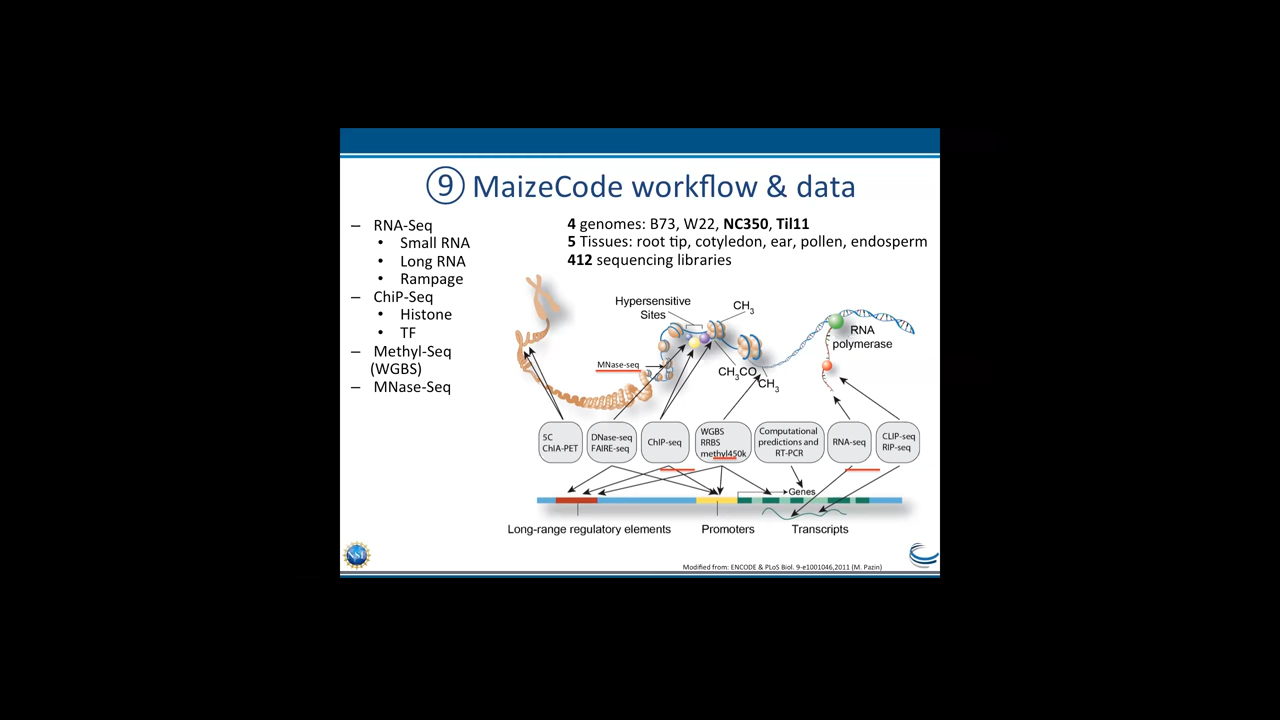 ⑨ MaizeCode workflow & data
– RNA-Seq
• Small RNA
• Long RNA
• Rampage
– ChiP-Seq
• Histone
• TF
– Methyl-Seq
(WGBS)
– MNase-Seq
4 genomes: B73, W22, NC350, Til11
5 Tissues: root tip, cotyledon, ear, pollen, endosperm
412 sequencing libraries
Hypersensitive
Sites
CH3
RNA
polymerase
MNase-seq
CH3CO
CH3
5C
ChIA-PET
DNase-seq
FAIRE-seq
ChIP-seq
WGBS
RRBS
methyl450k
Computational
predictions and
RT-PCR
RNA-seq
CLIP-seq
RIP-seq
Genes
Long-range regulatory elements
Promoters
Transcripts
NSF
Modified from: ENCODE & PLoS Biol. 9-e1001046,2011 (M. Pazin)